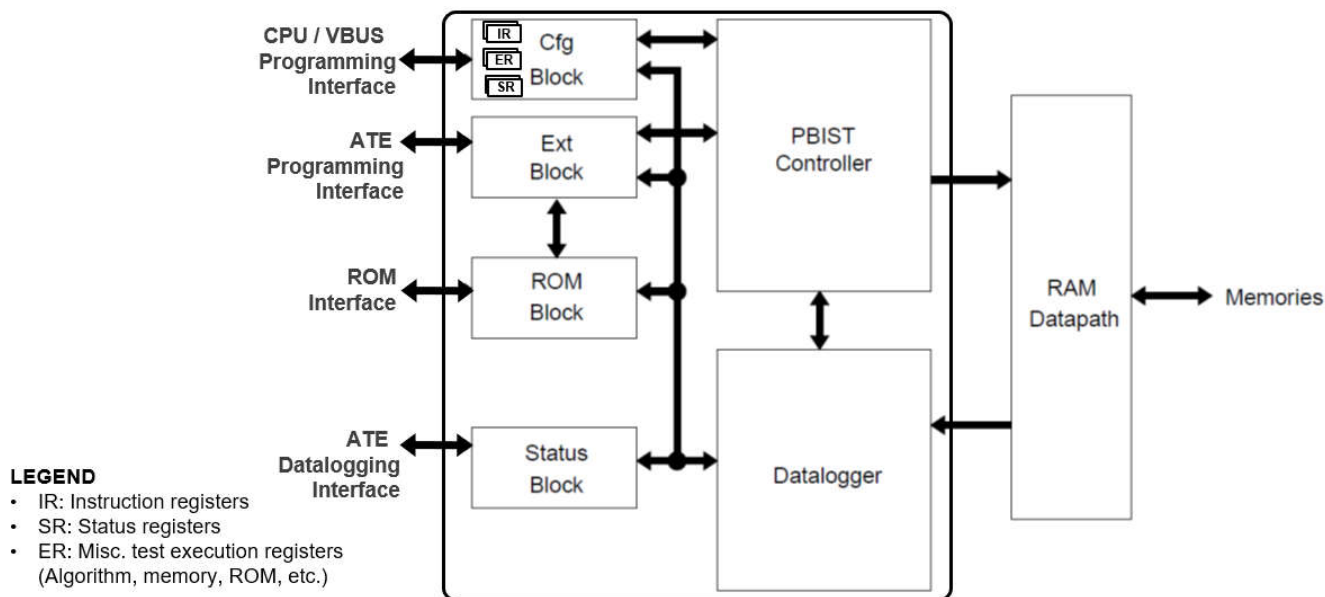 CPU / VBUS
Programming
Interface
IR
ER
SR
Cfg
Block
ATE
Programming
Interface
Ext
Block
ROM
Interface
ROM
Block
ATE
Datalogging
Interface
Status
Block
PBIST
Controller
Datalogger
RAM
Datapath
Memories
LEGEND
• IR: Instruction registers
• SR: Status registers
• ER: Misc. test execution registers
(Algorithm, memory, ROM, etc.)